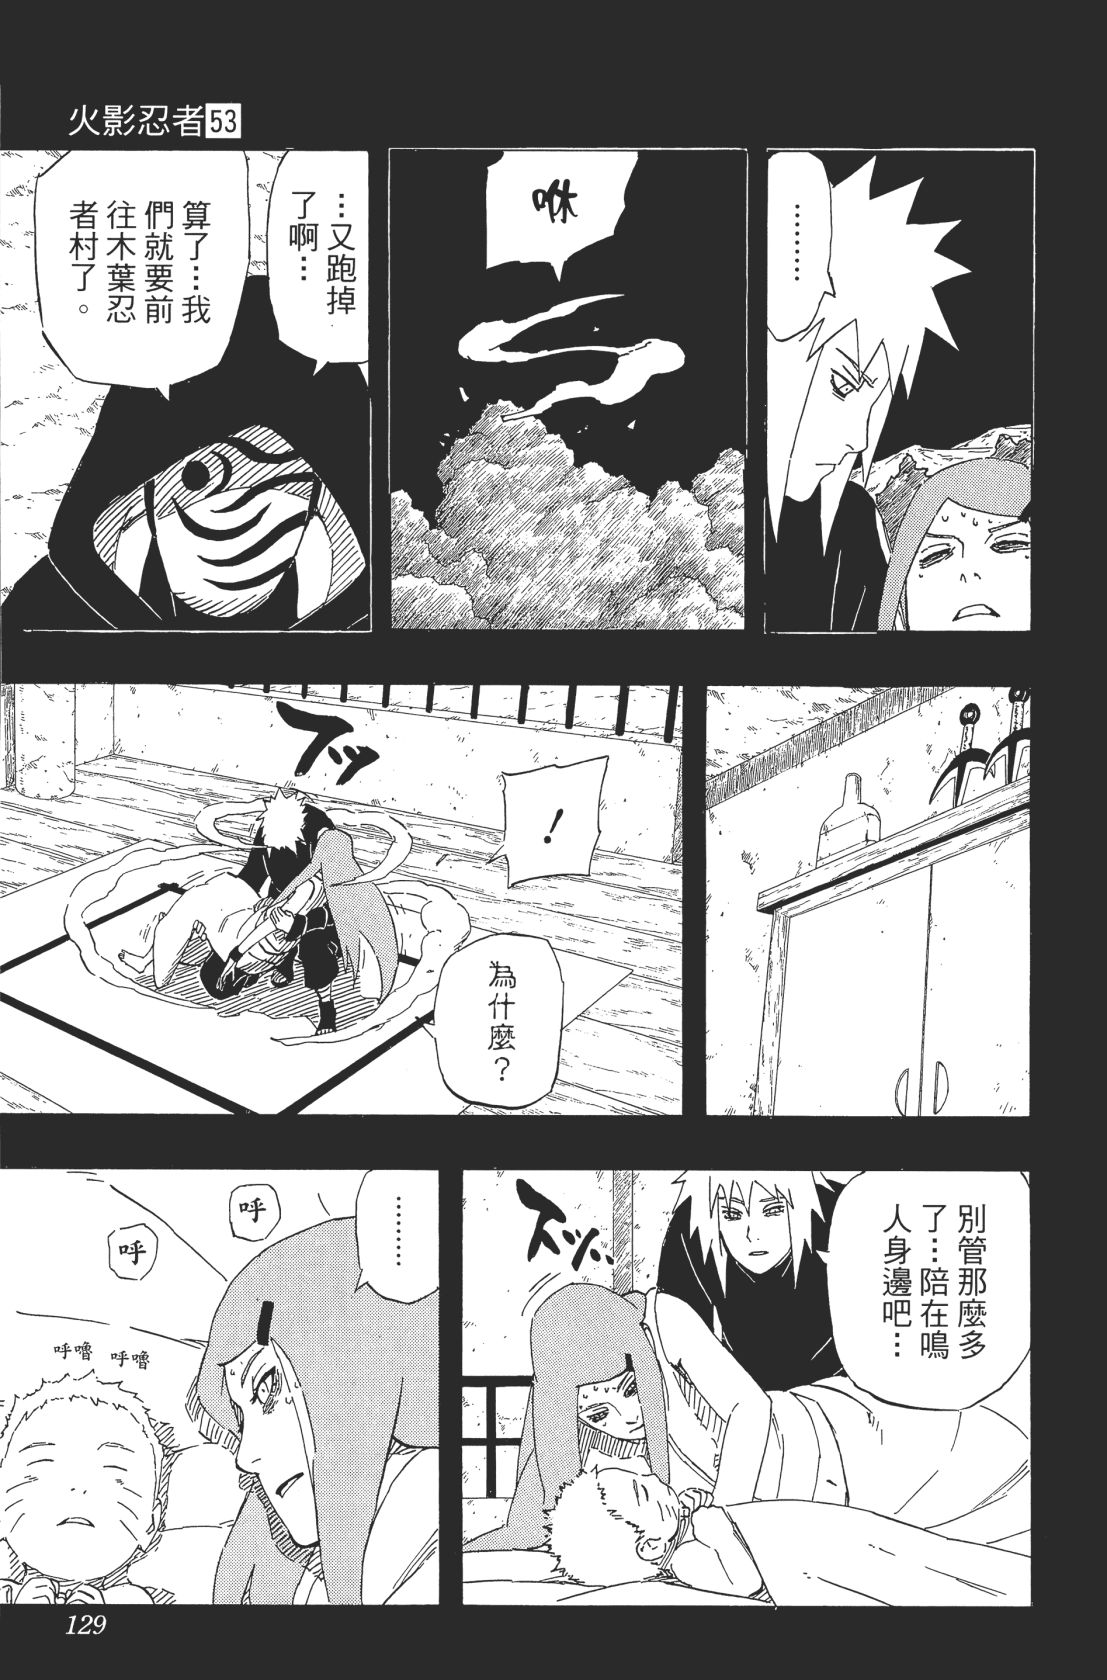 火影忍者53
………
咻
…又跑掉
了啊…
算了…我
們就要前
往木葉忍
者村了。
フッ
！
為什麼？
別管那麼多
了…陪在鳴
人身邊吧…
スッ…
………
呼
呼
呼嚕
呼嚕
129